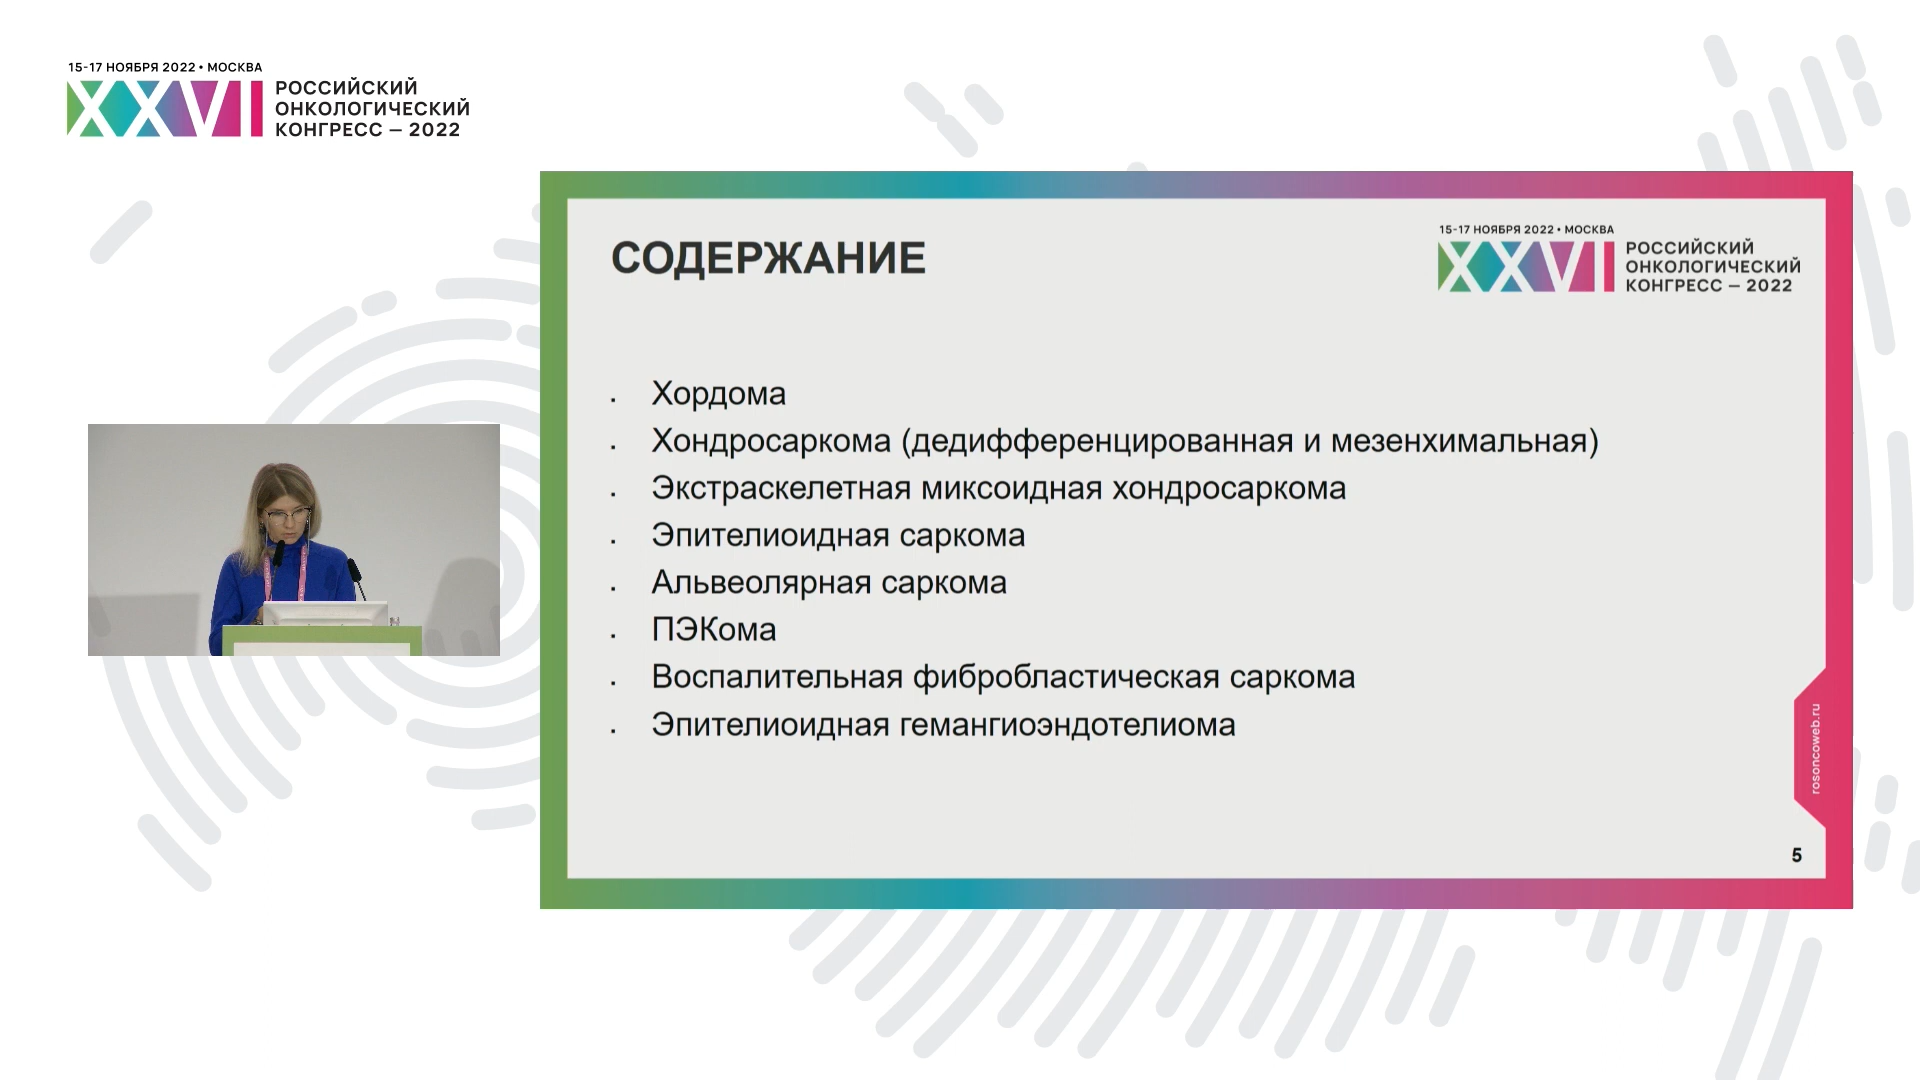 15-17 НОЯБРЯ 2022 • МОСКВА
XXVI
РОССИЙСКИЙ
ОНКОЛОГИЧЕСКИЙ
КОНГРЕСС — 2022
СОДЕРЖАНИЕ
15-17 НОЯБРЯ 2022 • МОСКВА
XXVI
РОССИЙСКИЙ
ОНКОЛОГИЧЕСКИЙ
КОНГРЕСС — 2022
. Хордома
. Хондросаркома (дедифференцированная и мезенхимальная)
. Экстраскелетная миксоидная хондросаркома
. Эпителиоидная саркома
. Альвеолярная саркома
. ПЭКома
. Воспалительная фибробластическая саркома
. Эпителиоидная гемангиоэндотелиома
rosoncoweb.ru
5